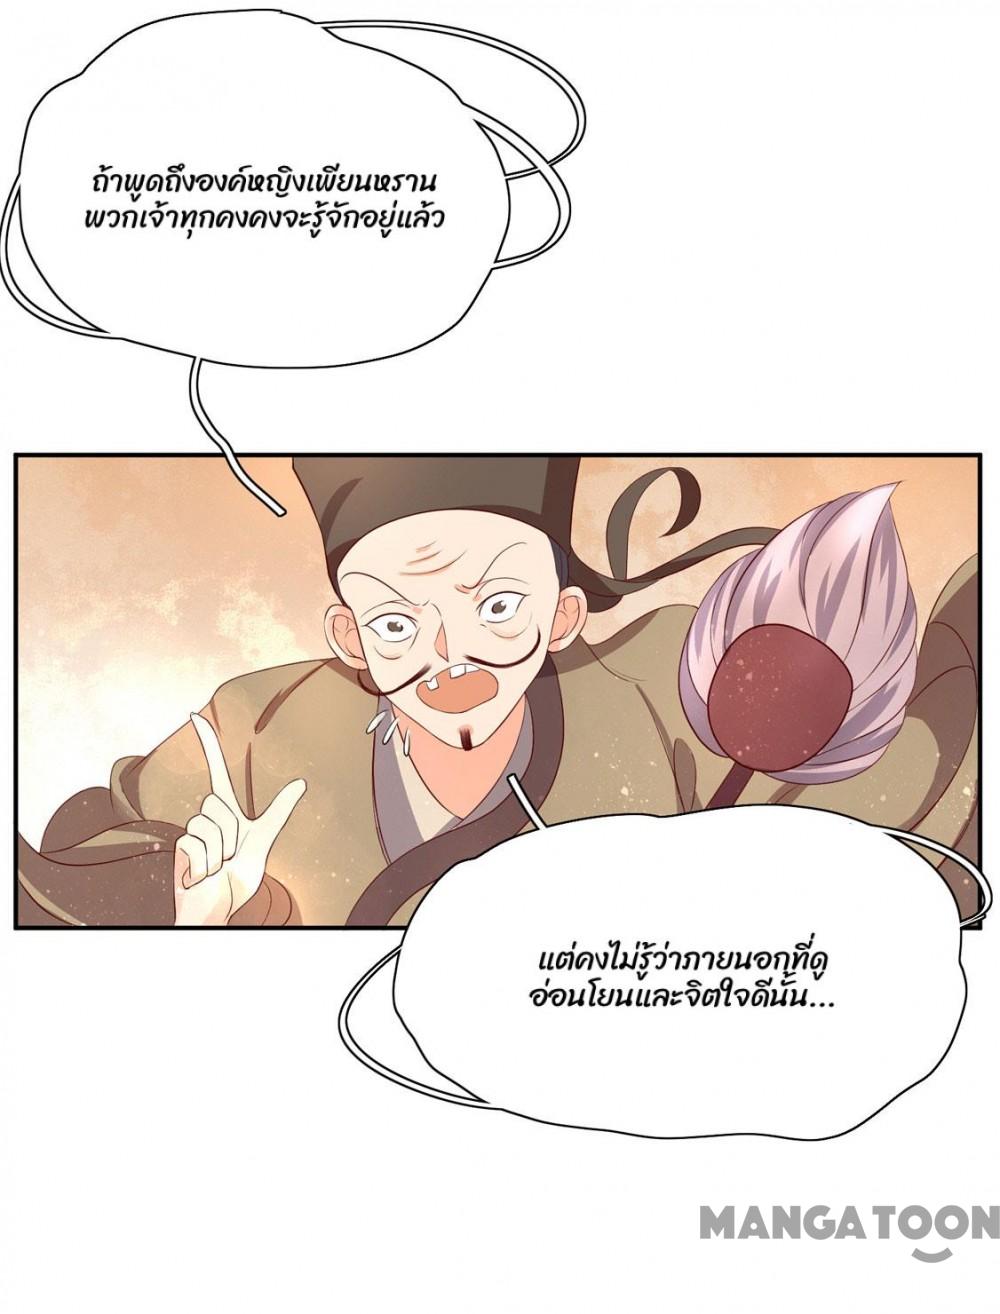 ถ้าพูดถึงองค์หญิงเพียนหราน
พวกเจ้าทุกคงคงจะรู้จักอยู่แล้ว
แต่คงไม่รู้ว่าภายนอกที่ดู
อ่อนโยนและจิตใจดีนั้น...
MANGATOON